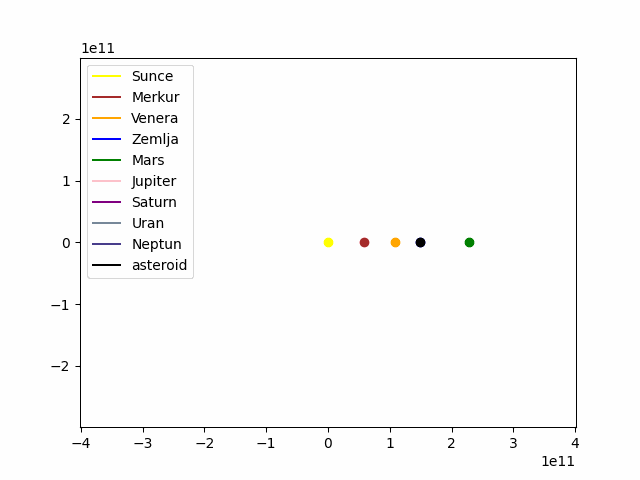 1e11
Sunce
Merkur
Venera
Zemlja
Mars
Jupiter
Saturn
Uran
Neptun
asteroid
2
1
0
−1
−2
−4 −3 −2 −1 0 1 2 3 4
1e11